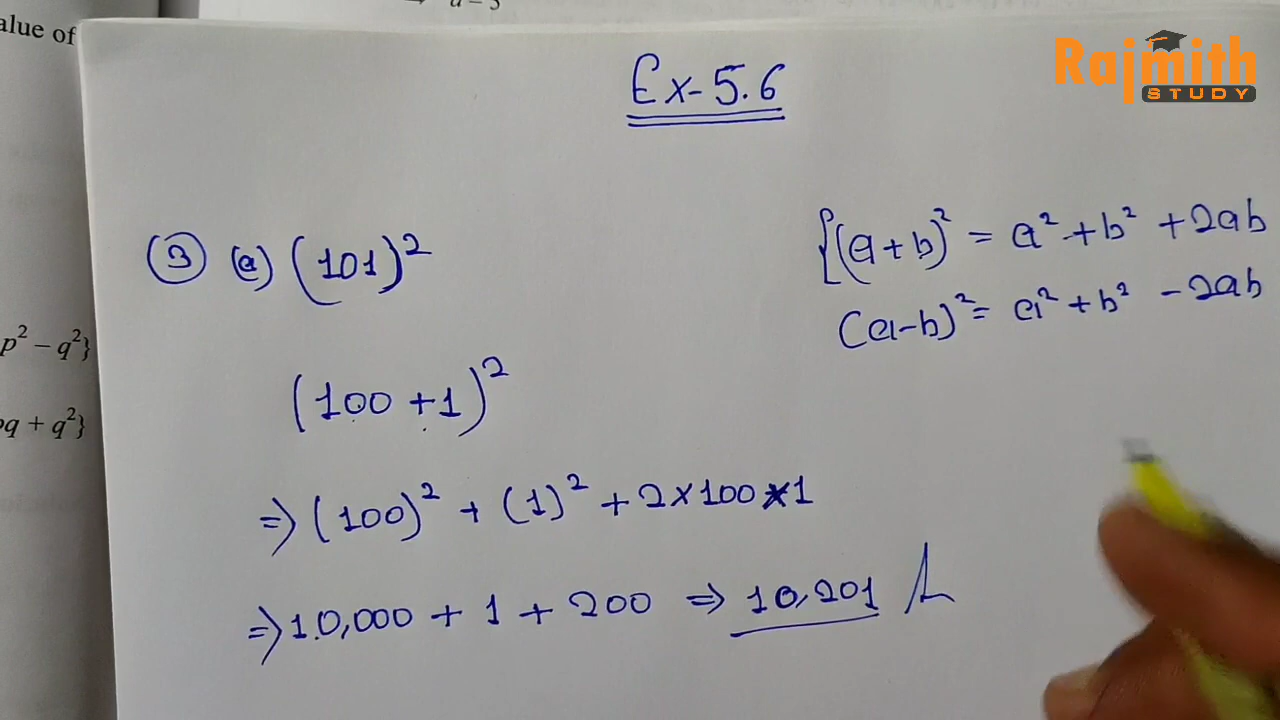 alue of
Rajmith
STUDY
Ex-5.6
{(a+b)² = a²+b² +2ab
(a-b)² = a²+b² -2ab
③ (a) (101)²
p² − q²}
(100 +1)²
q + q²}
⇒ (100)² + (1)² + 2×100×1
⇒ 10,000 + 1 + 200 ⇒ 10,201